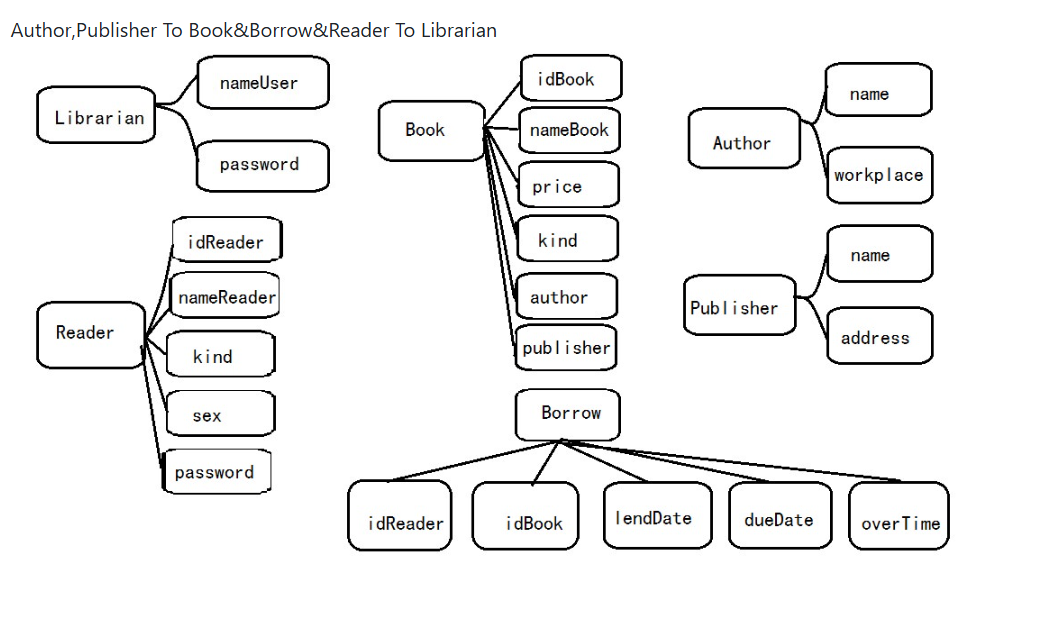 Author,Publisher To Book&Borrow&Reader To Librarian
Librarian
nameUser
password
Reader
idReader
nameReader
kind
sex
password
Book
idBook
nameBook
price
kind
author
publisher
Author
name
workplace
Publisher
name
address
Borrow
idReader
idBook
lendDate
dueDate
overTime